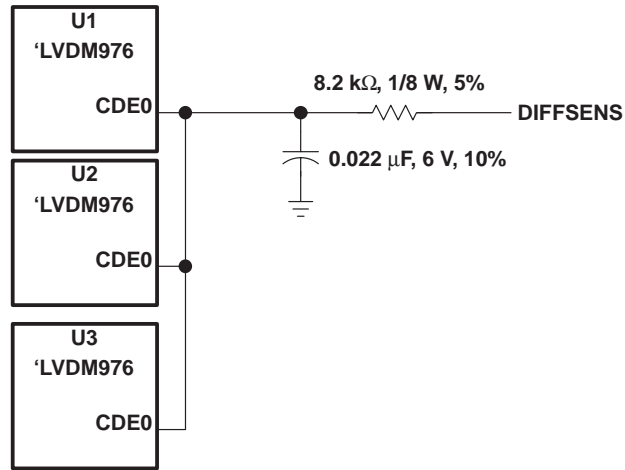 U1
‘LVDM976
CDE0
8.2 kΩ, 1/8 W, 5%
DIFFSENS
0.022 μF, 6 V, 10%
U2
‘LVDM976
CDE0
U3
‘LVDM976
CDE0